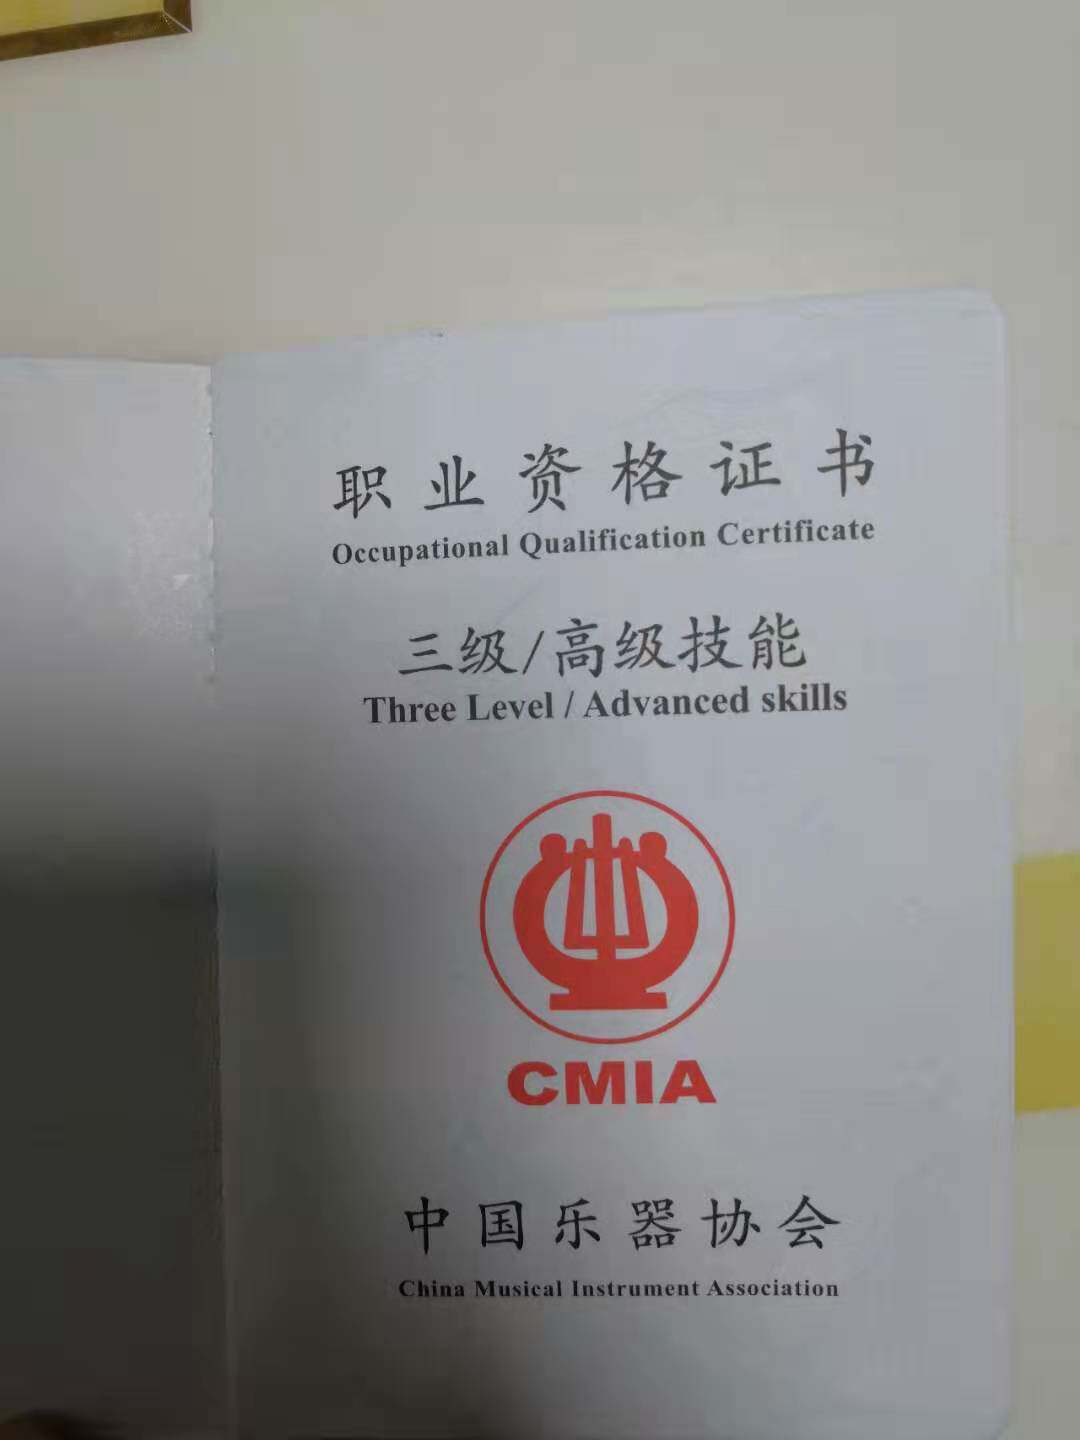 职业资格证书
Occupational Qualification Certificate
三级/高级技能
Three Level / Advanced skills
CMIA
中国乐器协会
China Musical Instrument Association